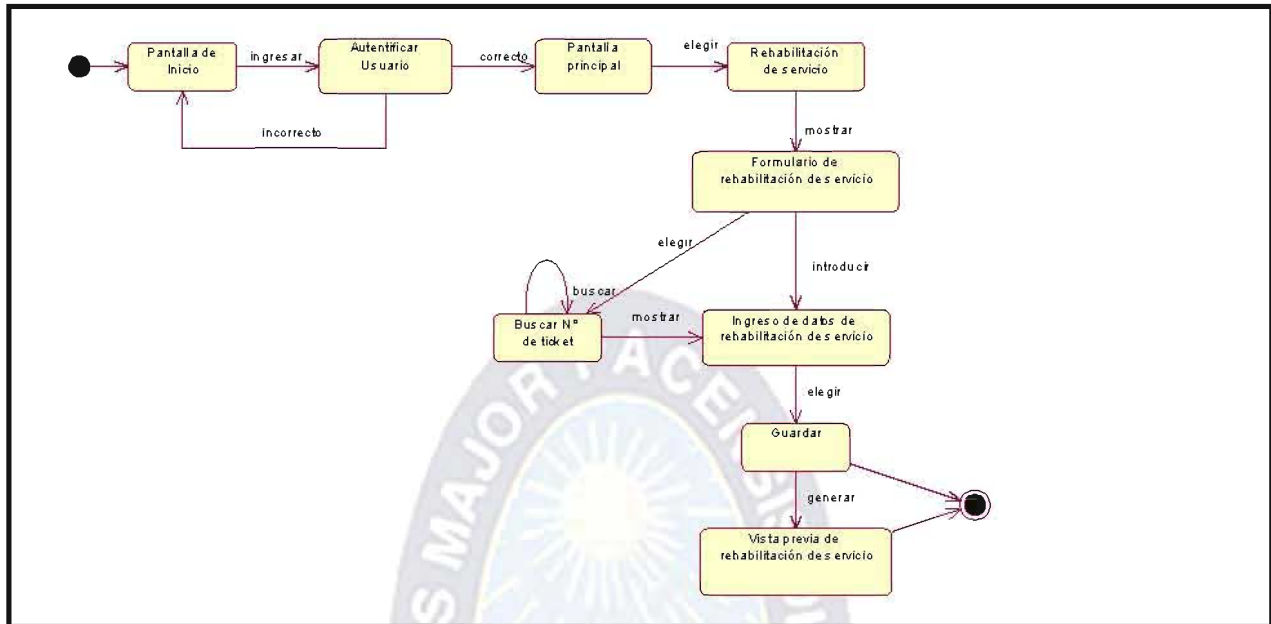 Pantalla de
Inicio
ingresar
Autentificar
Usuario
correcto
Pantalla
principal
elegir
Rehabilitación
de servicio
incorrecto
mostrar
Formulario de
rehabilitación de servicio
elegir
introducir
buscar
Buscar Nº
de ticket
mostrar
Ingreso de datos de
rehabilitación de servicio
elegir
Guardar
generar
Vista previa de
rehabilitación de servicio
MAJOR